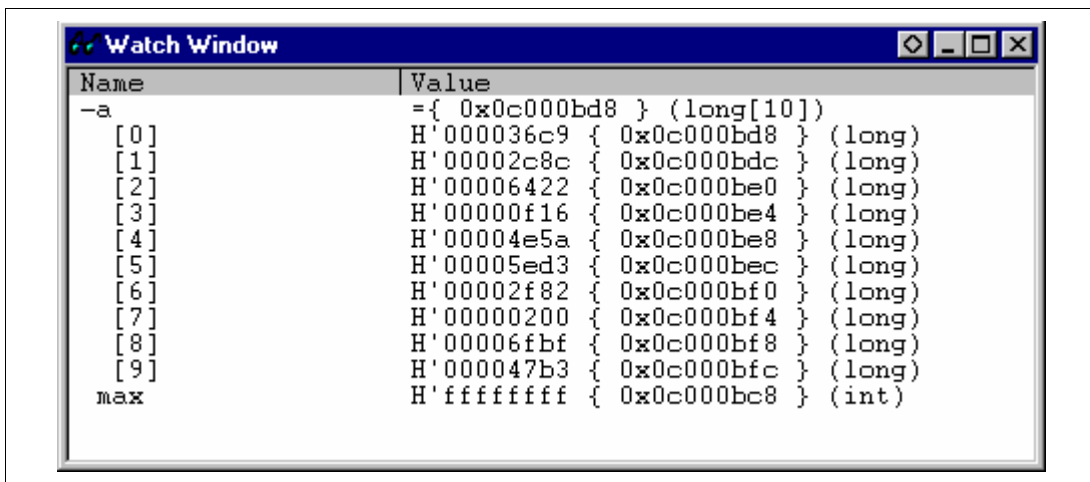 Watch Window
Name Value
-a ={ 0x0c000bd8 } (long[10])
[0] H'000036c9 { 0x0c000bd8 } (long)
[1] H'00002c8c { 0x0c000bdc } (long)
[2] H'00006422 { 0x0c000be0 } (long)
[3] H'00000f16 { 0x0c000be4 } (long)
[4] H'00004e5a { 0x0c000be8 } (long)
[5] H'00005ed3 { 0x0c000bec } (long)
[6] H'00002f82 { 0x0c000bf0 } (long)
[7] H'00000200 { 0x0c000bf4 } (long)
[8] H'00006fbf { 0x0c000bf8 } (long)
[9] H'000047b3 { 0x0c000bfc } (long)
max H'ffffffff { 0x0c000bc8 } (int)